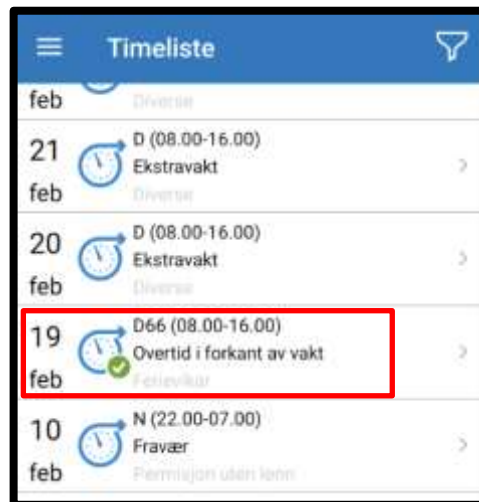 Timeliste
feb
Diverse
21
feb
D (08.00-16.00)
Ekstravakt
Diverse
20
feb
D (08.00-16.00)
Ekstravakt
Diverse
19
feb
D66 (08.00-16.00)
Overtid i forkant av vakt
Ferievikar
10
feb
N (22.00-07.00)
Fravær
Permisjon uten lønn